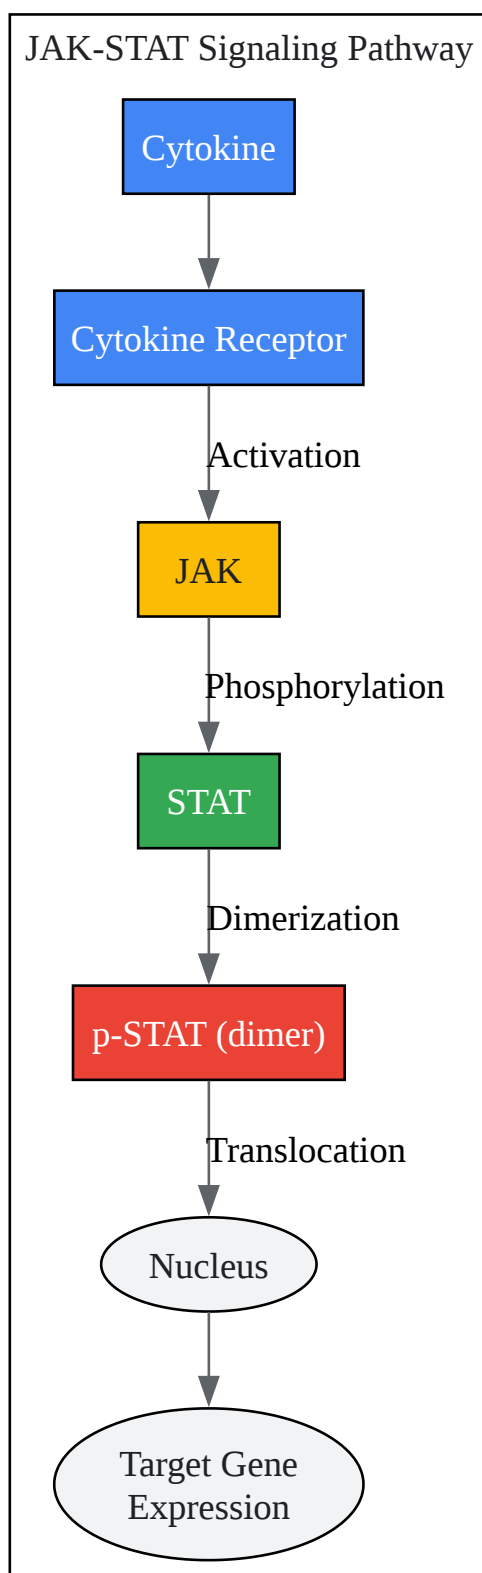 JAK-STAT Signaling Pathway
Cytokine
Cytokine Receptor
Activation
JAK
Phosphorylation
STAT
Dimerization
p-STAT (dimer)
Translocation
Nucleus
Target Gene
Expression